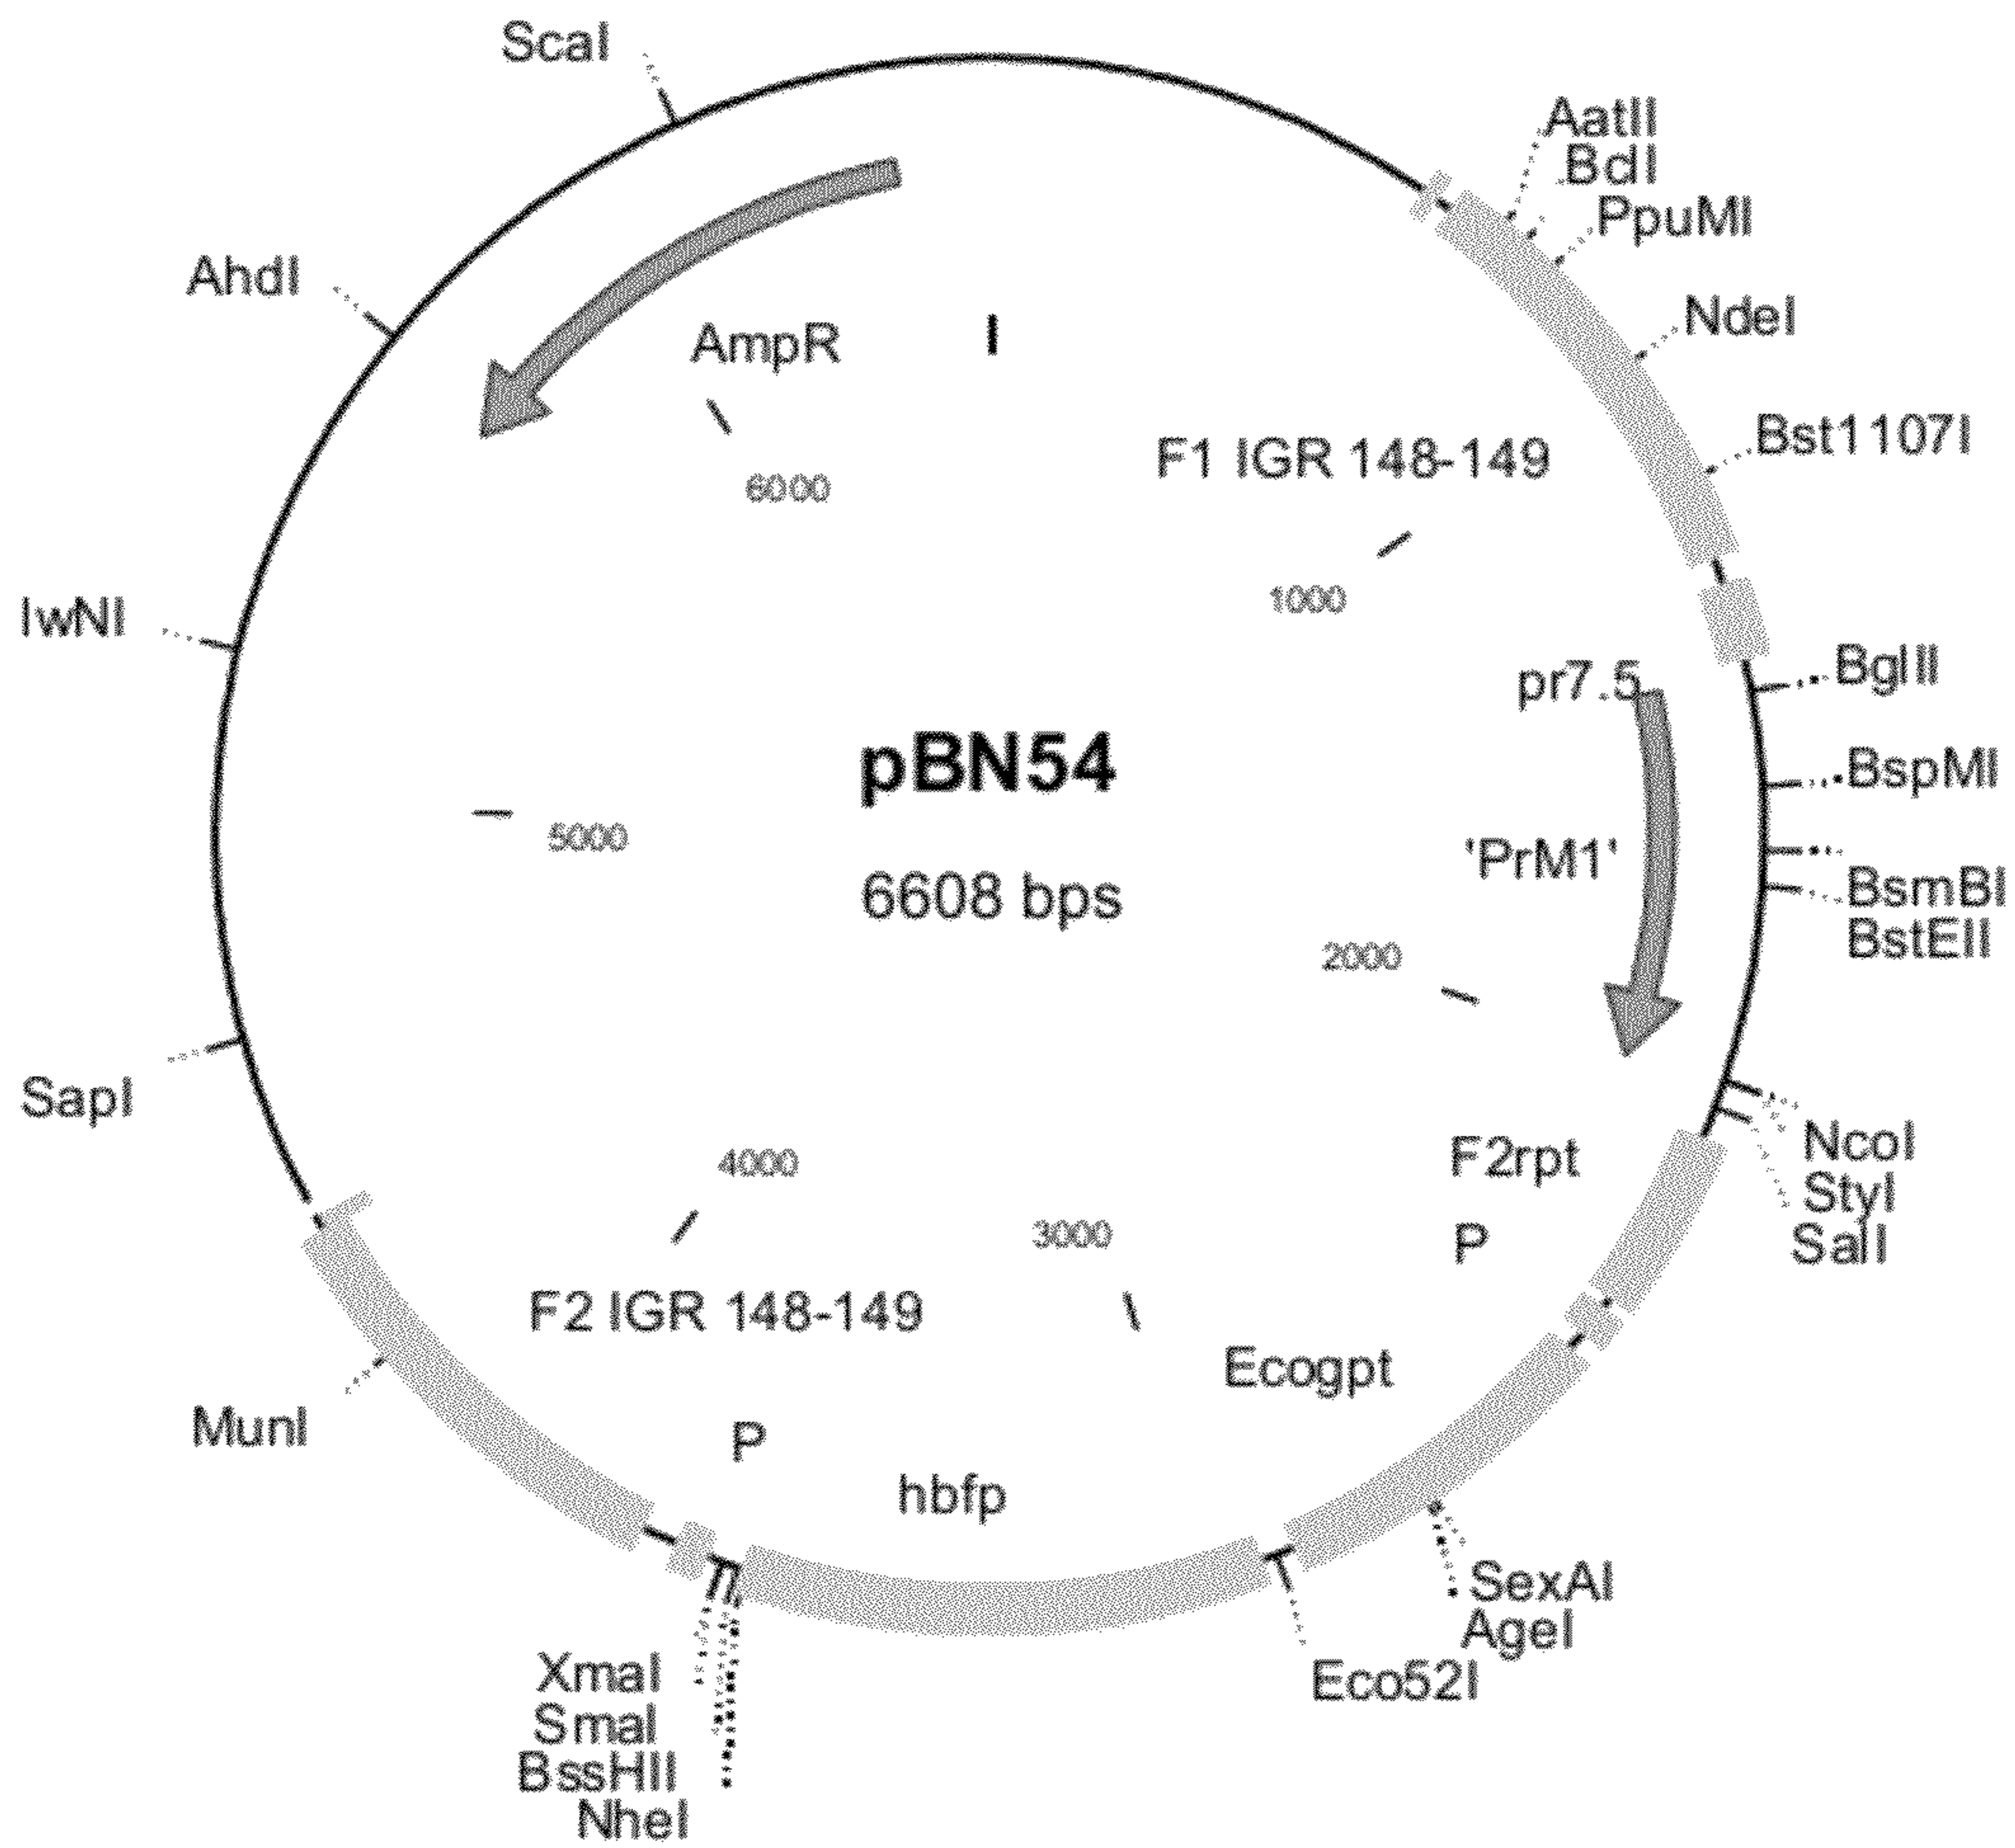 ScaI
AatII
BclI
PpuMI
AhdI
NdeI
AmpR
I
Bst1107I
F1 IGR 148-149
6000
1000
IwNI
BglII
pr7.5
pBN54
BspMI
5000
'PrM1'
6608 bps
BsmBI
BstEII
2000
SapI
NcoI
F2rpt
4000
StyI
3000
P
SalI
F2 IGR 148-149
Ecogpt
MunI
P
hbfp
SexAI
AgeI
XmaI
Eco52I
SmaI
BssHII
NheI